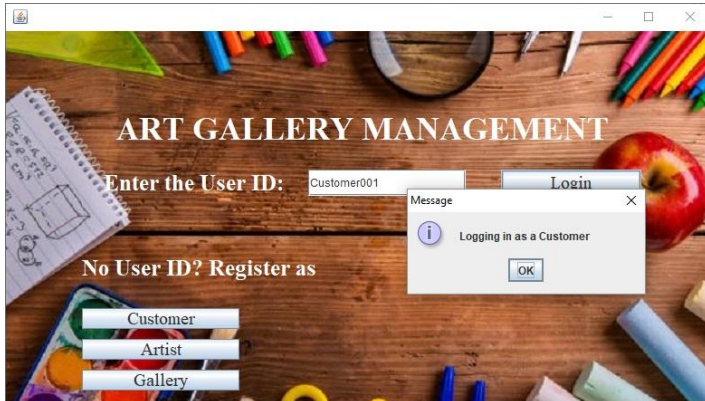 ART GALLERY MANAGEMENT
Enter the User ID: Customer001 Login
Message
Logging in as a Customer
OK
No User ID? Register as
Customer
Artist
Gallery